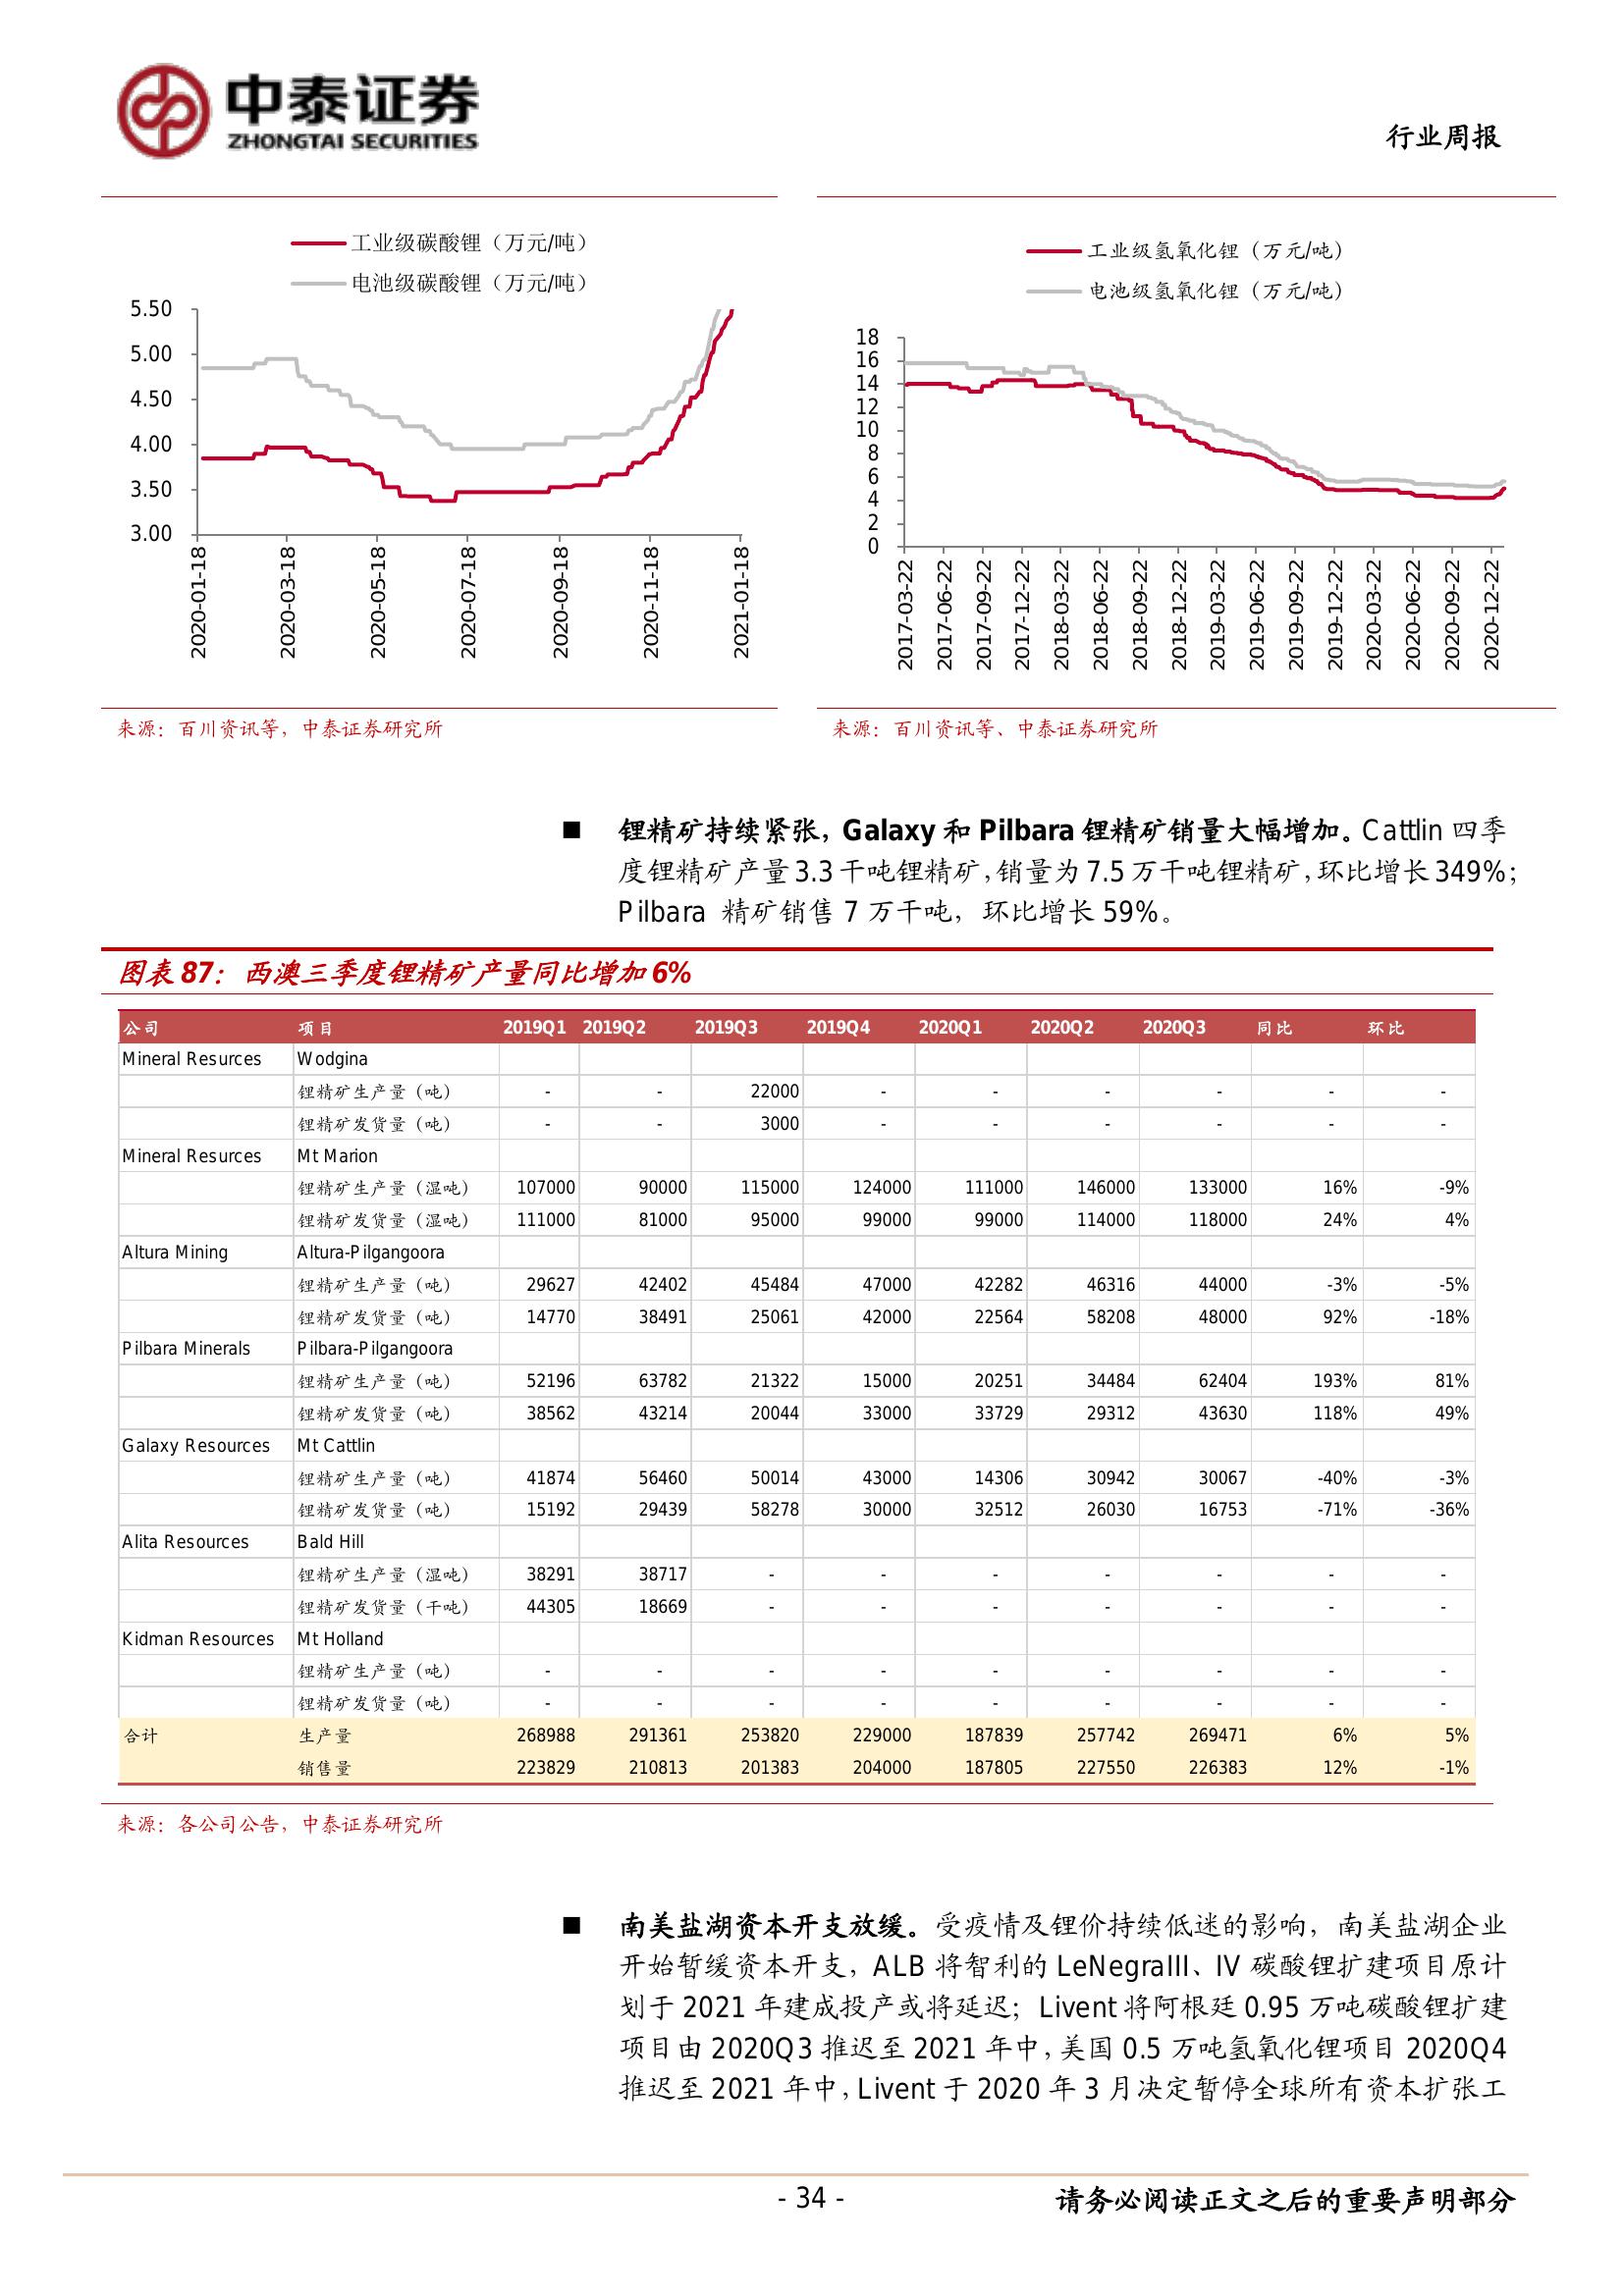 中泰证券
ZHONGTAI SECURITIES
行业周报
工业级碳酸锂（万元/吨）
电池级碳酸锂（万元/吨）
5.50
5.00
4.50
4.00
3.50
3.00
2020-01-18
2020-03-18
2020-05-18
2020-07-18
2020-09-18
2020-11-18
2021-01-18
工业级氢氧化锂（万元/吨）
电池级氢氧化锂（万元/吨）
18
16
14
12
10
8
6
4
2
0
2017-03-22
2017-06-22
2017-09-22
2017-12-22
2018-03-22
2018-06-22
2018-09-22
2018-12-22
2019-03-22
2019-06-22
2019-09-22
2019-12-22
2020-03-22
2020-06-22
2020-09-22
2020-12-22
来源：百川资讯等，中泰证券研究所
来源：百川资讯等、中泰证券研究所
■ 锂精矿持续紧张，Galaxy 和 Pilbara 锂精矿销量大幅增加。Cattlin 四季
度锂精矿产量 3.3 干吨锂精矿，销量为 7.5 万干吨锂精矿，环比增长 349%；
Pilbara 精矿销售 7 万干吨，环比增长 59%。
图表 87：西澳三季度锂精矿产量同比增加 6%
公司 项目 2019Q1 2019Q2 2019Q3 2019Q4 2020Q1 2020Q2 2020Q3 同比 环比
Mineral Resurces Wodgina
锂精矿生产量（吨） - - 22000 - - - - - -
锂精矿发货量（吨） - - 3000 - - - - - -
Mineral Resurces Mt Marion
锂精矿生产量（湿吨） 107000 90000 115000 124000 111000 146000 133000 16% -9%
锂精矿发货量（湿吨） 111000 81000 95000 99000 99000 114000 118000 24% 4%
Altura Mining Altura-Pilgangoora
锂精矿生产量（吨） 29627 42402 45484 47000 42282 46316 44000 -3% -5%
锂精矿发货量（吨） 14770 38491 25061 42000 22564 58208 48000 92% -18%
Pilbara Minerals Pilbara-Pilgangoora
锂精矿生产量（吨） 52196 63782 21322 15000 20251 34484 62404 193% 81%
锂精矿发货量（吨） 38562 43214 20044 33000 33729 29312 43630 118% 49%
Galaxy Resources Mt Cattlin
锂精矿生产量（吨） 41874 56460 50014 43000 14306 30942 30067 -40% -3%
锂精矿发货量（吨） 15192 29439 58278 30000 32512 26030 16753 -71% -36%
Alita Resources Bald Hill
锂精矿生产量（湿吨） 38291 38717 - - - - - - -
锂精矿发货量（干吨） 44305 18669 - - - - - - -
Kidman Resources Mt Holland
锂精矿生产量（吨） - - - - - - - - -
锂精矿发货量（吨） - - - - - - - - -
合计 生产量 268988 291361 253820 229000 187839 257742 269471 6% 5%
销售量 223829 210813 201383 204000 187805 227550 226383 12% -1%
来源：各公司公告，中泰证券研究所
■ 南美盐湖资本开支放缓。受疫情及锂价持续低迷的影响，南美盐湖企业
开始暂缓资本开支，ALB 将智利的 LeNegraIII、IV 碳酸锂扩建项目原计
划于 2021 年建成投产或将延迟；Livent 将阿根廷 0.95 万吨碳酸锂扩建
项目由 2020Q3 推迟至 2021 年中，美国 0.5 万吨氢氧化锂项目 2020Q4
推迟至 2021 年中，Livent 于 2020 年 3 月决定暂停全球所有资本扩张工
- 34 -
请务必阅读正文之后的重要声明部分